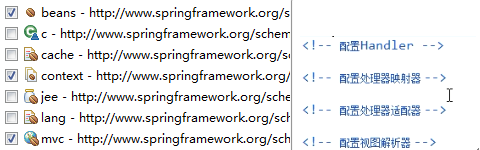 beans - http://www.springframework.org/s
c - http://www.springframework.org/schem
cache - http://www.springframework.org/s
context - http://www.springframework.org/
jee - http://www.springframework.org/sche
lang - http://www.springframework.org/sch
mvc - http://www.springframework.org/sch
<!-- 配置Handler -->
<!-- 配置处理器映射器 -->
<!-- 配置处理器适配器 -->
<!-- 配置视图解析器 -->